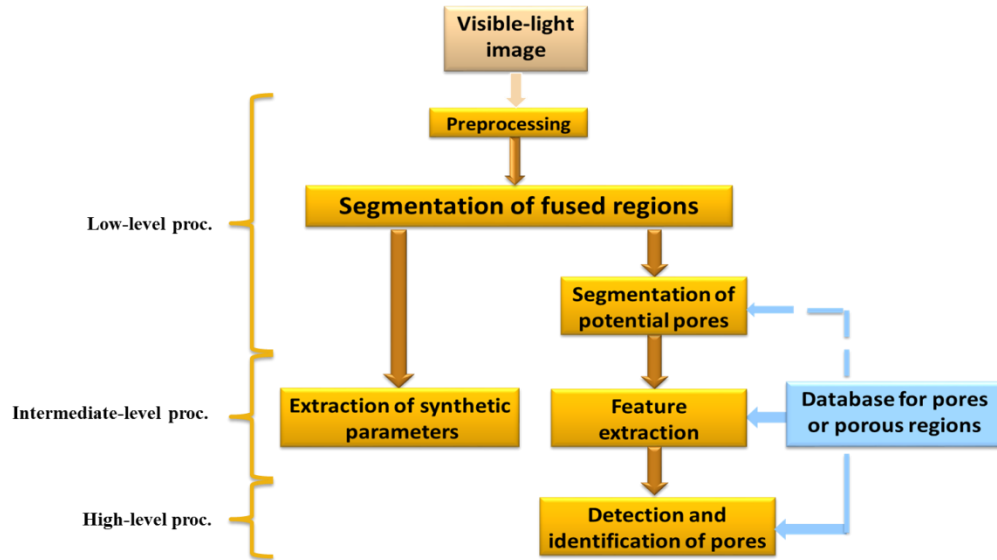 Visible-light
image
Preprocessing
Segmentation of fused regions
Low-level proc.
Segmentation of
potential pores
Intermediate-level proc.
Extraction of synthetic
parameters
Feature
extraction
Database for pores
or porous regions
High-level proc.
Detection and
identification of pores